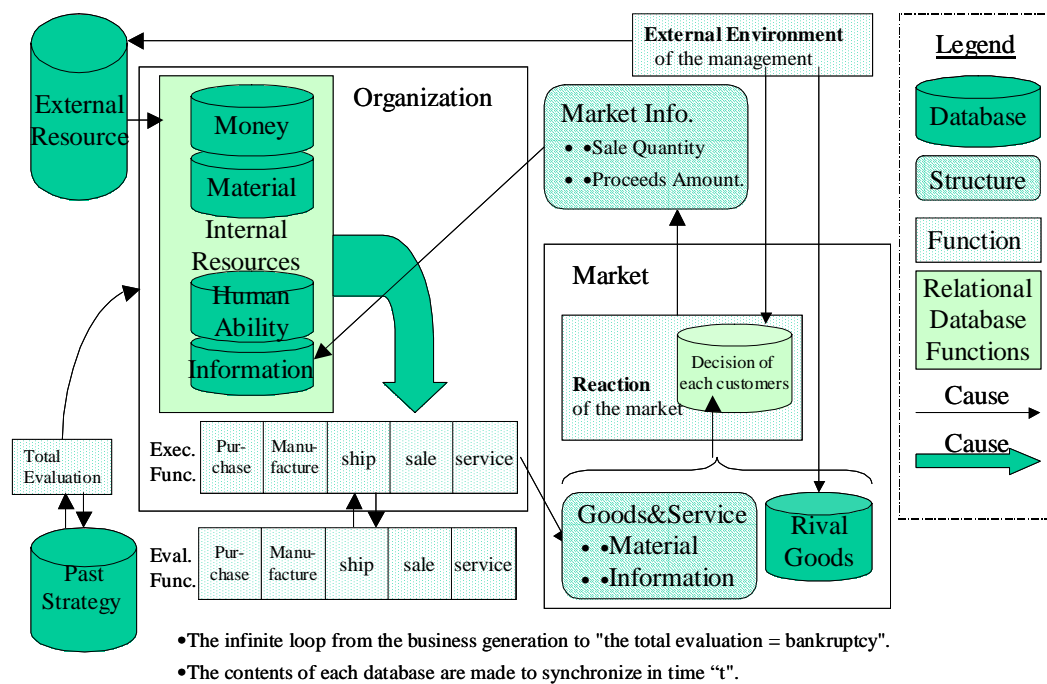 External Environment
of the management
External
Resource
Organization
Money
Material
Internal
Resources
Human
Ability
Information
Market Info.
• •Sale Quantity
• •Proceeds Amount.
Market
Decision of
each customers
Reaction
of the market
Total
Evaluation
Exec.
Func.
Pur-
chase
Manu-
facture
ship
sale
service
Eval.
Func.
Pur-
chase
Manu-
facture
ship
sale
service
Past
Strategy
Goods&Service
• •Material
• •Information
Rival
Goods
Legend
Database
Structure
Function
Relational
Database
Functions
Cause
Cause
•The infinite loop from the business generation to "the total evaluation = bankruptcy".
•The contents of each database are made to synchronize in time “t".